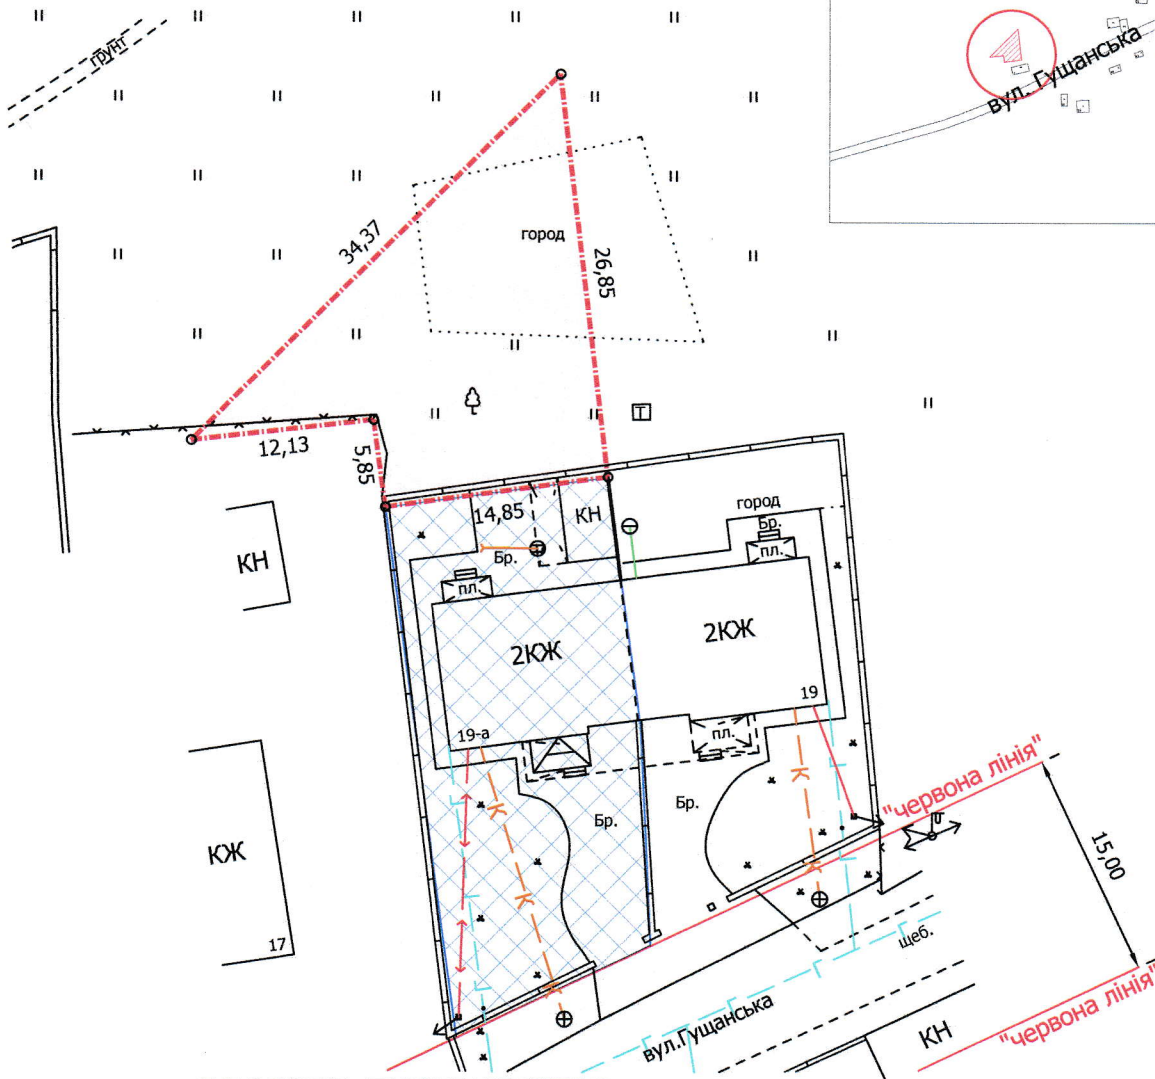 грунт
вул. Гущанська
34,37
город
26,85
12,13
5,85
Т
14,85
КН
город
Бр.
пл.
КН
Бр.
пл.
2КЖ
2КЖ
19
19-а
пл.
"червона лінія"
К
К
Бр.
Бр.
15,00
КЖ
К
К
17
К
щеб.
вул.Гущанська
КН
"червона лінія"